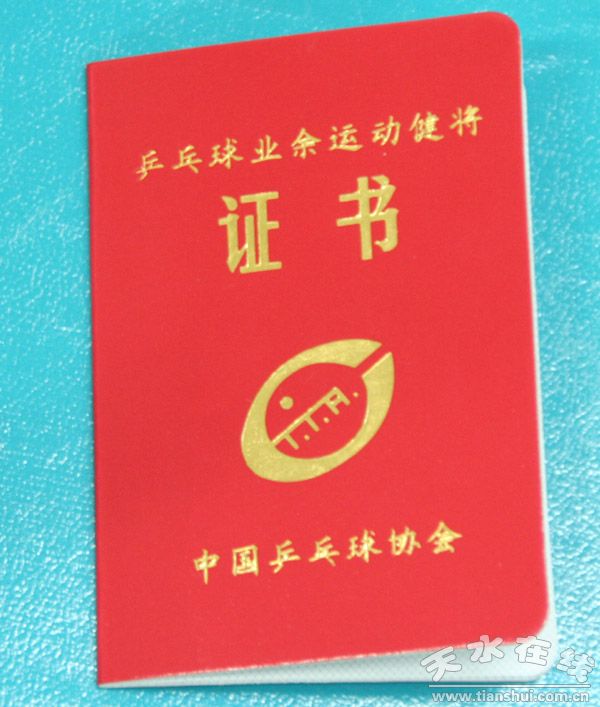 乒乓球业余运动健将
证书
T.T.A.
中国乒乓球协会
天水在线
www.tianshui.com.cn